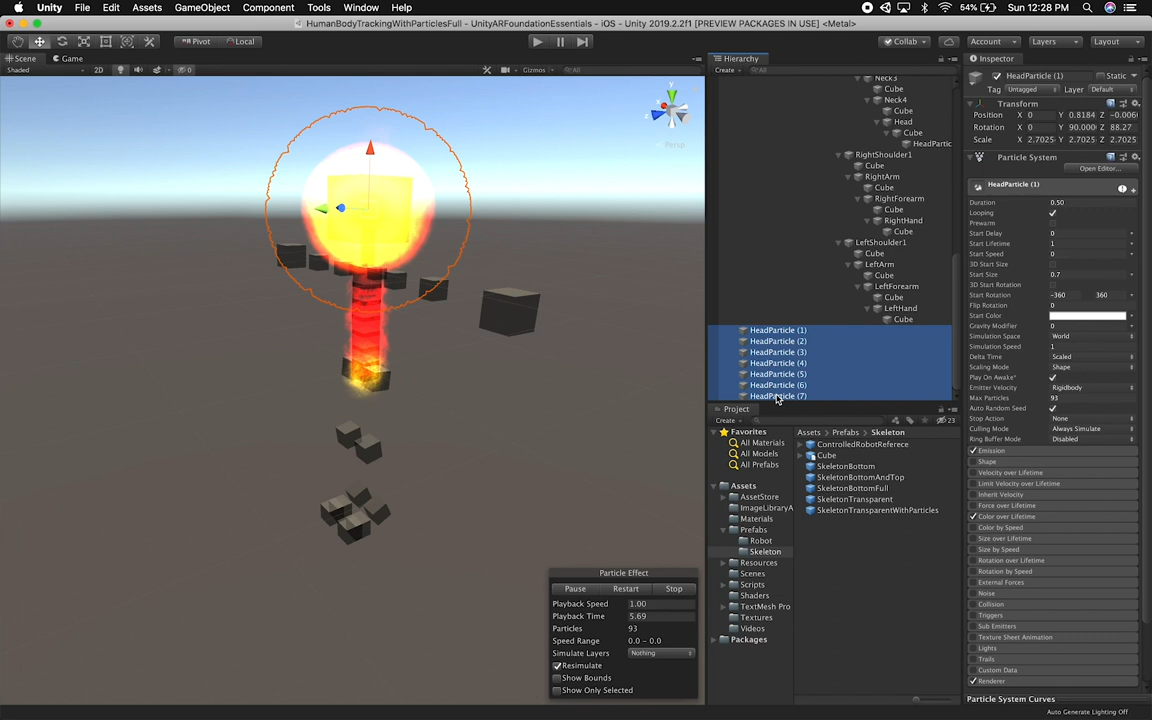 Unity File Edit Assets GameObject Component Tools Window Help 54% Sun 12:28 PM
HumanBodyTrackingWithParticlesFull - UnityARFoundationEssentials - iOS - Unity 2019.2.2f1 [PREVIEW PACKAGES IN USE] <Metal>
Pivot Local Collab Account Layers Layout
Scene Game
Shaded 2D 0 Gizmos All
Persp
Particle Effect
Pause Restart Stop
Playback Speed 1.00
Playback Time 5.69
Particles 93
Speed Range 0.0 - 0.0
Simulate Layers Nothing
Resimulate
Show Bounds
Show Only Selected
Hierarchy
Create All
Neck3
Cube
Neck4
Cube
Head
Cube
HeadPartic
RightShoulder1
Cube
RightArm
Cube
RightForearm
Cube
RightHand
Cube
LeftShoulder1
Cube
LeftArm
Cube
LeftForearm
Cube
LeftHand
Cube
HeadParticle (1)
HeadParticle (2)
HeadParticle (3)
HeadParticle (4)
HeadParticle (5)
HeadParticle (6)
HeadParticle (7)
Project
Create 23
Favorites
All Materials
All Models
All Prefabs
Assets
AssetStore
ImageLibraryA
Materials
Prefabs
Robot
Skeleton
Resources
Scenes
Scripts
Shaders
TextMesh Pro
Textures
Videos
Packages
Assets Prefabs Skeleton
ControlledRobotReferece
Cube
SkeletonBottom
SkeletonBottomAndTop
SkeletonBottomFull
SkeletonTransparent
SkeletonTransparentWithParticles
Inspector
HeadParticle (1) Static
Tag Untagged Layer Default
Transform
Position X 0 Y 0.8184 Z -0.006
Rotation X 0 Y 90.000 Z 88.27
Scale X 2.7025 Y 2.7025 Z 2.7025
Particle System
Open Editor...
HeadParticle (1)
Duration 0.50
Looping
Prewarm
Start Delay 0
Start Lifetime 1
Start Speed 0
3D Start Size
Start Size 0.7
3D Start Rotation
Start Rotation -360 360
Flip Rotation 0
Start Color
Gravity Modifier 0
Simulation Space World
Simulation Speed 1
Delta Time Scaled
Scaling Mode Shape
Play On Awake*
Emitter Velocity Rigidbody
Max Particles 93
Auto Random Seed
Stop Action None
Culling Mode Always Simulate
Ring Buffer Mode Disabled
Emission
Shape
Velocity over Lifetime
Limit Velocity over Lifetime
Inherit Velocity
Force over Lifetime
Color over Lifetime
Color by Speed
Size over Lifetime
Size by Speed
Rotation over Lifetime
Rotation by Speed
External Forces
Noise
Collision
Triggers
Sub Emitters
Texture Sheet Animation
Lights
Trails
Custom Data
Renderer
Particle System Curves
Auto Generate Lighting Off